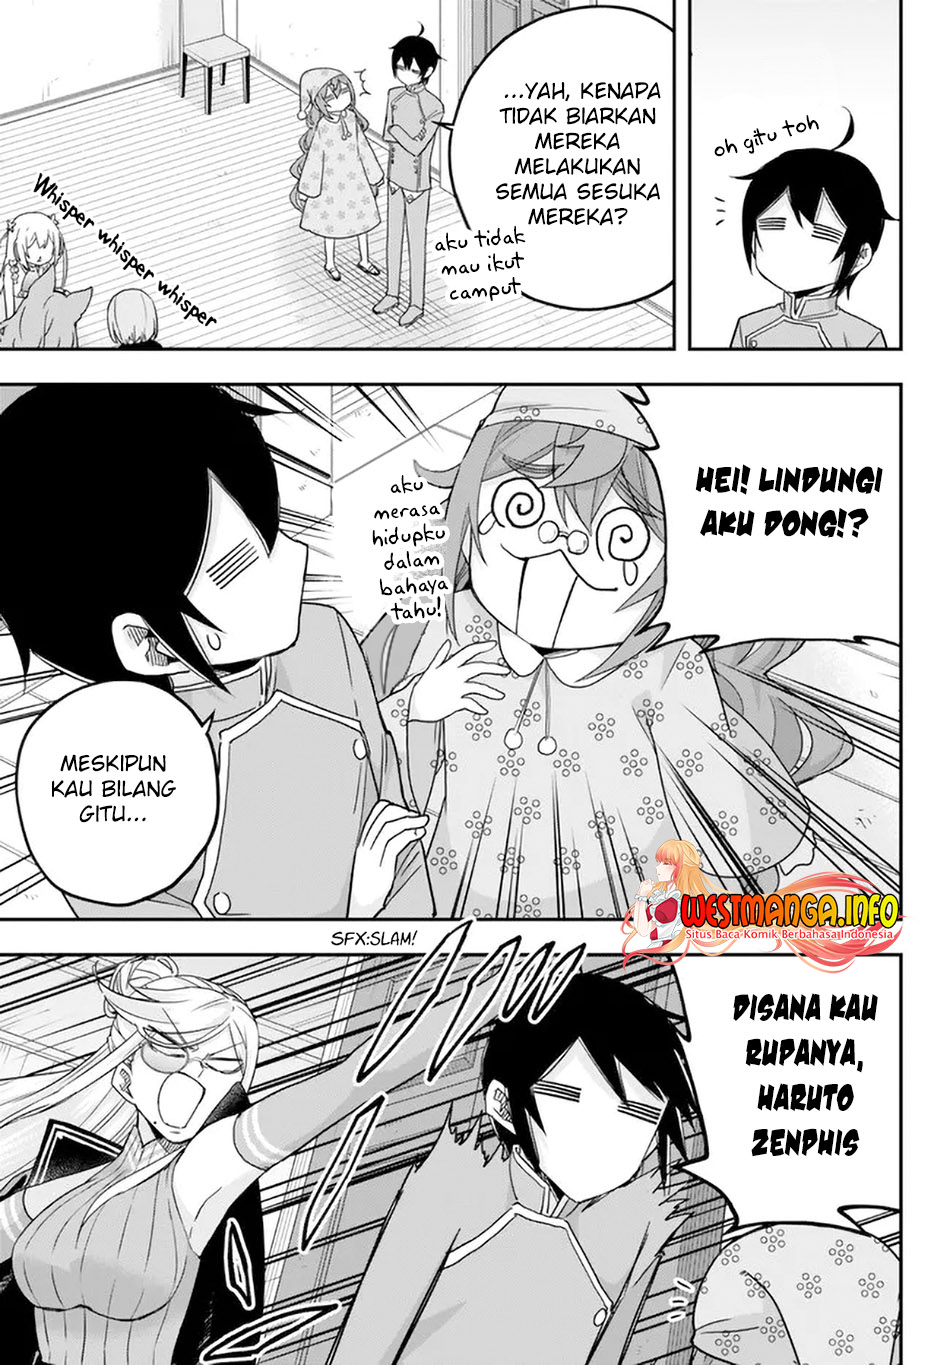 oh gitu toh
...YAH, KENAPA
TIDAK BIARKAN
MEREKA
MELAKUKAN
SEMUA SESUKA
MEREKA?
aku tidak
mau ikut
camput
Whisper whisper whisper
HEI! LINDUNGI
AKU DONG!?
aku
merasa
hidupku
dalam
bahaya
tahu!
MESKIPUN
KAU BILANG
GITU...
WESTMANGA.INFO
Situs Baca Komik Berbahasa Indonesia
SFX:SLAM!
DISANA KAU
RUPANYA,
HARUTO
ZENPHIS